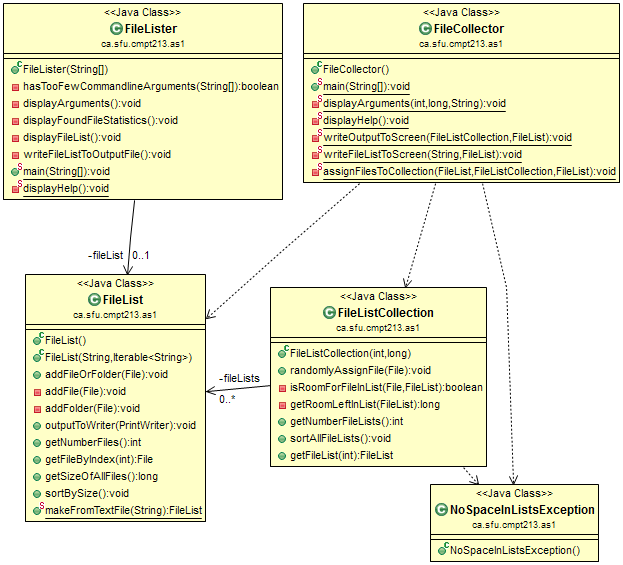 <<Java Class>>
FileLister
ca.sfu.cmpt213.as1
FileLister(String[])
hasTooFewCommandlineArguments(String[]):boolean
displayArguments():void
displayFoundFileStatistics():void
displayFileList():void
writeFileListToOutputFile():void
main(String[]):void
displayHelp():void
<<Java Class>>
FileCollector
ca.sfu.cmpt213.as1
FileCollector()
main(String[]):void
displayArguments(int,long,String):void
displayHelp():void
writeOutputToScreen(FileListCollection,FileList):void
writeFileListToScreen(String,FileList):void
assignFilesToCollection(FileList,FileListCollection,FileList):void
-fileList
0..1
<<Java Class>>
FileList
ca.sfu.cmpt213.as1
FileList()
FileList(String,Iterable<String>)
addFileOrFolder(File):void
addFile(File):void
addFolder(File):void
outputToWriter(PrintWriter):void
getNumberFiles():int
getFileByIndex(int):File
getSizeOfAllFiles():long
sortBySize():void
makeFromTextFile(String):FileList
-fileLists
0..*
<<Java Class>>
FileListCollection
ca.sfu.cmpt213.as1
FileListCollection(int,long)
randomlyAssignFile(File):void
isRoomForFileInList(File,FileList):boolean
getRoomLeftInList(FileList):long
getNumberFileLists():int
sortAllFileLists():void
getFileList(int):FileList
<<Java Class>>
NoSpaceInListsException
ca.sfu.cmpt213.as1
NoSpaceInListsException()